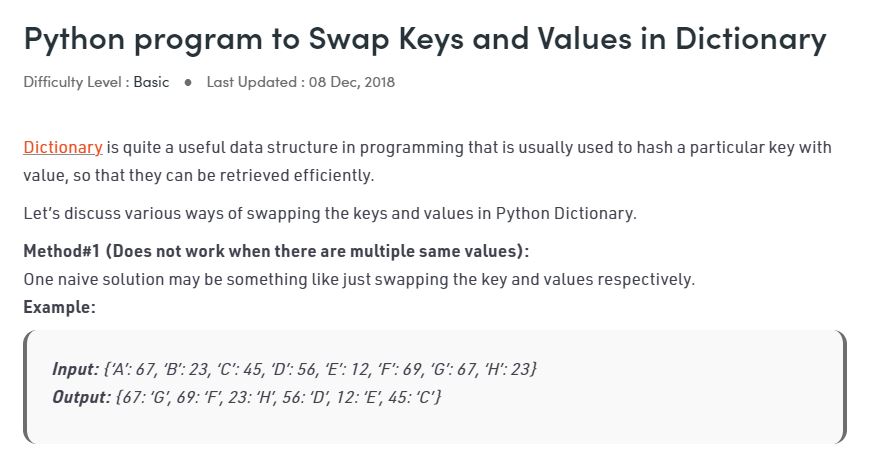 Python program to Swap Keys and Values in Dictionary
Difficulty Level : Basic ● Last Updated : 08 Dec, 2018
Dictionary is quite a useful data structure in programming that is usually used to hash a particular key with
value, so that they can be retrieved efficiently.
Let’s discuss various ways of swapping the keys and values in Python Dictionary.
Method#1 (Does not work when there are multiple same values):
One naive solution may be something like just swapping the key and values respectively.
Example:
Input: {‘A’: 67, ‘B’: 23, ‘C’: 45, ‘D’: 56, ‘E’: 12, ‘F’: 69, ‘G’: 67, ‘H’: 23}
Output: {67: ‘G’, 69: ‘F’, 23: ‘H’, 56: ‘D’, 12: ‘E’, 45: ‘C’}